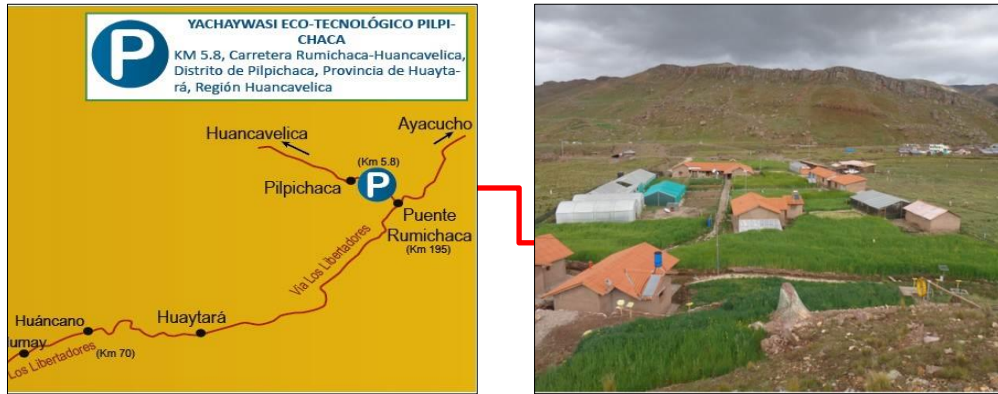 P
YACHAYWASI ECO-TECNOLÓGICO PILPI-
CHACA
KM 5.8, Carretera Rumichaca-Huancavelica,
Distrito de Pilpichaca, Provincia de Huayta-
rá, Región Huancavelica
Ayacucho
Huancavelica
(Km 5.8)
P
Pilpichaca
Puente
Rumichaca
(Km 195)
Vía Los Libertadores
Huaytará
Huáncano
(Km 70)
umay
Los Libertadores